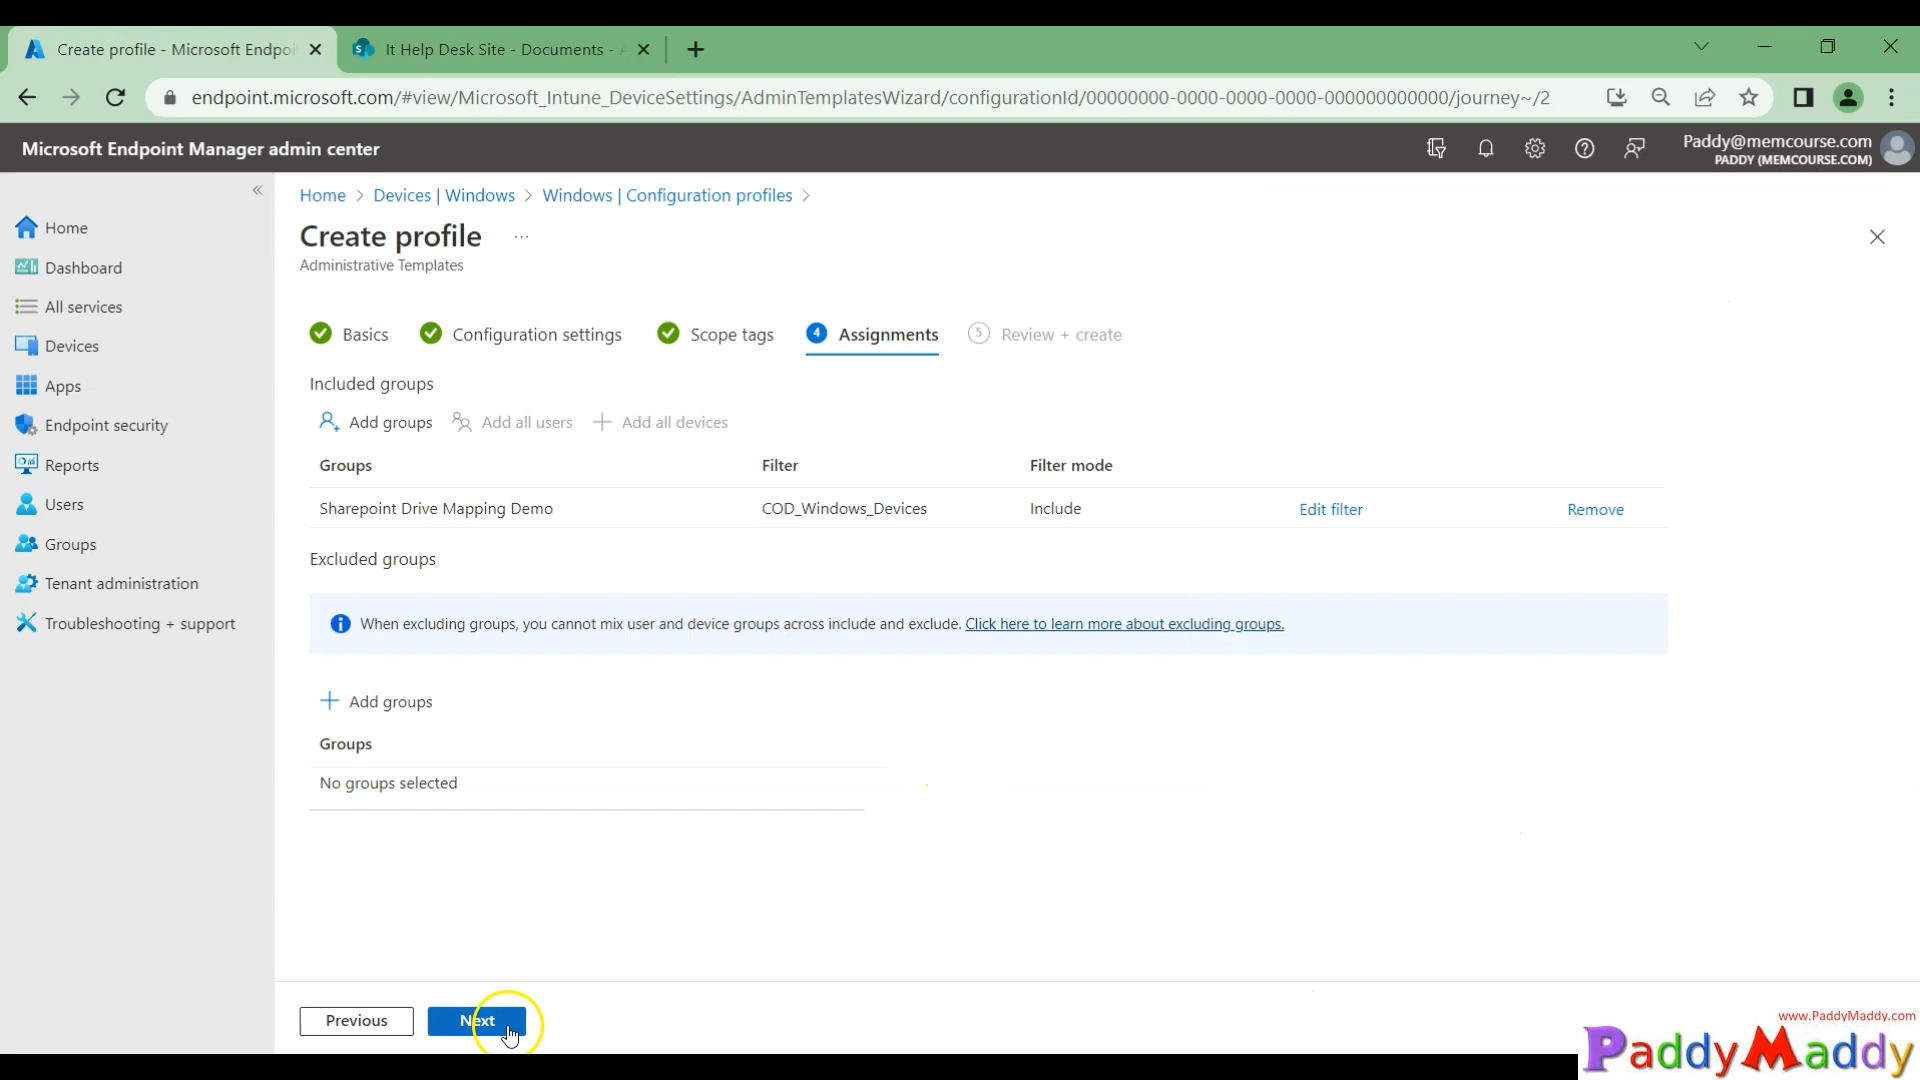 Create profile - Microsoft Endpoi
It Help Desk Site - Documents -
endpoint.microsoft.com/#view/Microsoft_Intune_DeviceSettings/AdminTemplatesWizard/configurationId/00000000-0000-0000-0000-000000000000/journey~/2
Microsoft Endpoint Manager admin center
Paddy@memcourse.com
PADDY (MEMCOURSE.COM)
Home
Dashboard
All services
Devices
Apps
Endpoint security
Reports
Users
Groups
Tenant administration
Troubleshooting + support
Home > Devices | Windows > Windows | Configuration profiles >
Create profile ...
Administrative Templates
Basics
Configuration settings
Scope tags
4 Assignments
5 Review + create
Included groups
Add groups
Add all users
Add all devices
Groups Filter Filter mode
Sharepoint Drive Mapping Demo COD_Windows_Devices Include Edit filter Remove
Excluded groups
When excluding groups, you cannot mix user and device groups across include and exclude. Click here to learn more about excluding groups.
Add groups
Groups
No groups selected
Previous
Next
www.PaddyMaddy.com
PaddyMaddy